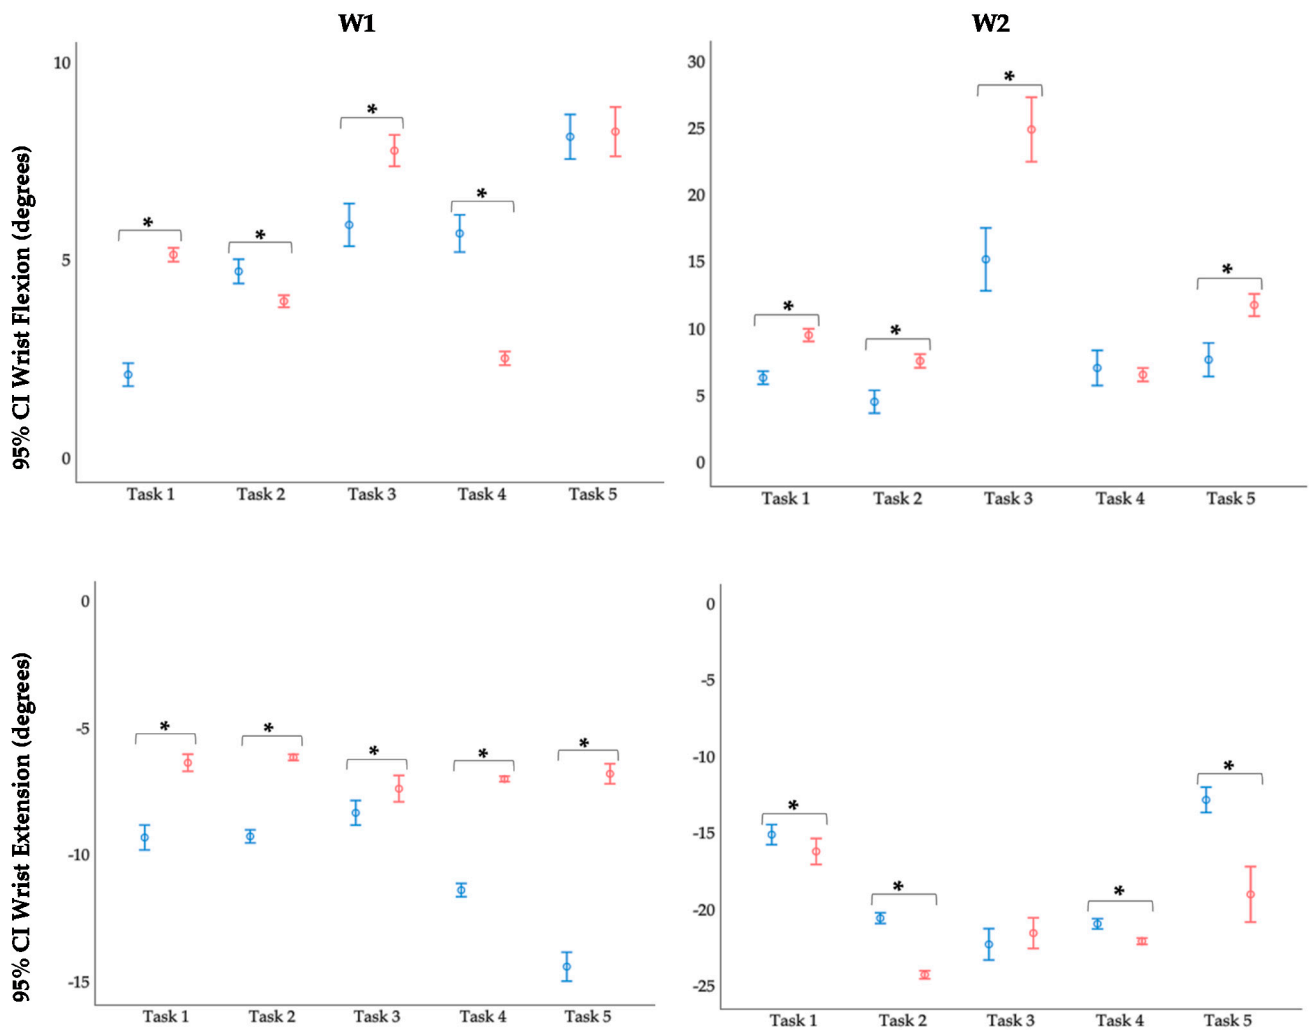 W1
W2
95% CI Wrist Flexion (degrees)
10
5
0
*
*
*
*
Task 1
Task 2
Task 3
Task 4
Task 5
30
25
20
15
10
5
0
*
*
*
*
Task 1
Task 2
Task 3
Task 4
Task 5
95% CI Wrist Extension (degrees)
0
-5
-10
-15
*
*
*
*
*
Task 1
Task 2
Task 3
Task 4
Task 5
0
-5
-10
-15
-20
-25
*
*
*
*
Task 1
Task 2
Task 3
Task 4
Task 5